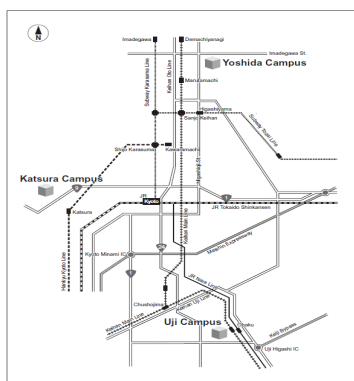 N
Imadegawa
Demachiyanagi
Imadegawa St.
Yoshida Campus
Subway Karasuma Line
Keihan Oto Line
Marutamachi
Higashiyama
Sanjo Keihan
Subway Tozai Line
Shijo Karasuma
Kawaramachi
Higashioji St.
Katsura Campus
Katsura
JR
Kyoto
JR Tokaido Shinkansen
Hankyu Kyoto Line
Keihan Main Line
Kyoto Minami IC
Meishin Expressway
JR Nara Line
Chushojima
Keihan Uji Line
Keihan Main Line
Uji Campus
Obaku
Keiji Bypass
Uji Higashi IC